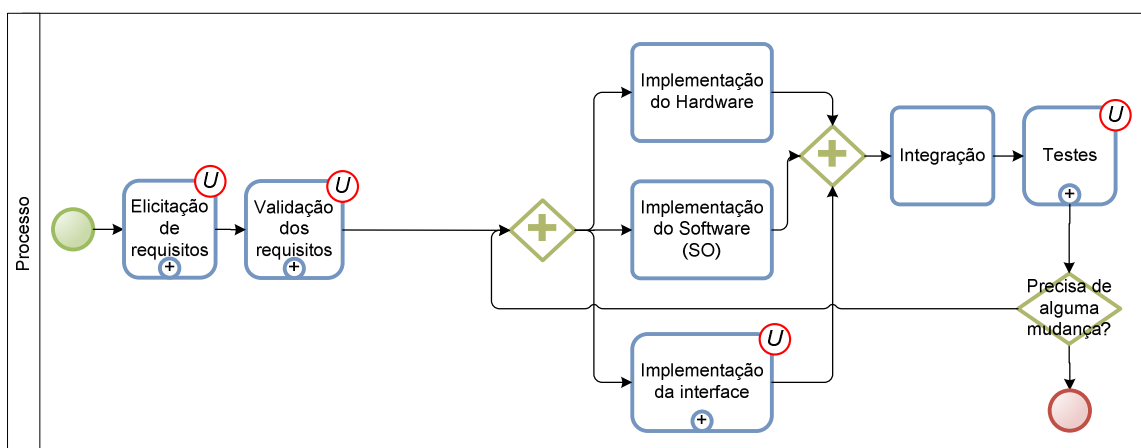 Processo
Elicitação
de
requisitos
U
Validação
dos
requisitos
U
Implementação
do Hardware
Implementação
do Software
(SO)
Implementação
da interface
U
Integração
Testes
U
Precisa de
alguma
mudança?